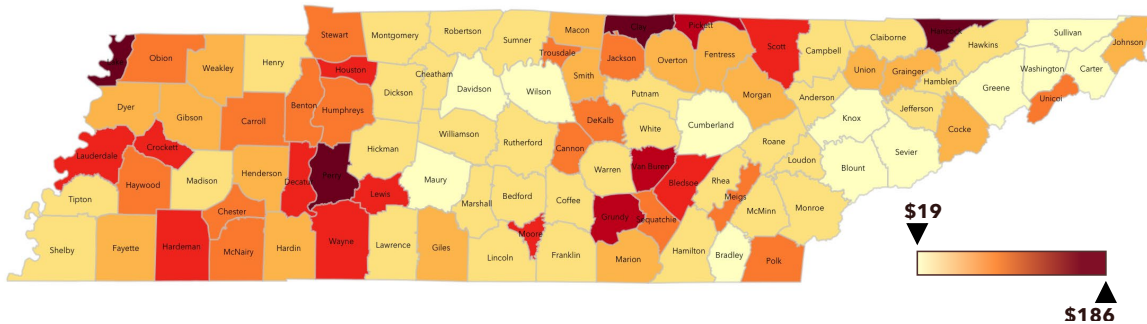 Stewart
Montgomery
Robertson
Sumner
Macon
Clay
Pickett
Scott
Campbell
Claiborne
Hancock
Hawkins
Sullivan
Johnson
Lake
Obion
Weakley
Henry
Houston
Cheatham
Dickson
Davidson
Wilson
Trousdale
Smith
Jackson
Overton
Fentress
Putnam
Morgan
Anderson
Union
Grainger
Hamblen
Greene
Washington
Carter
Unicoi
Dyer
Gibson
Carroll
Benton
Humphreys
Hickman
Williamson
Rutherford
Cannon
DeKalb
White
Cumberland
Roane
Knox
Jefferson
Cocke
Sevier
Blount
Loudon
Lauderdale
Crockett
Haywood
Madison
Henderson
Decatu
Perry
Lewis
Maury
Marshall
Bedford
Coffee
Warren
Van Buren
Bledsoe
Rhea
Meigs
McMinn
Monroe
Tipton
Shelby
Fayette
Hardeman
Chester
McNairy
Hardin
Wayne
Lawrence
Giles
Lincoln
Moore
Franklin
Grundy
Sequatchie
Marion
Hamilton
Bradley
Polk
$19
$186